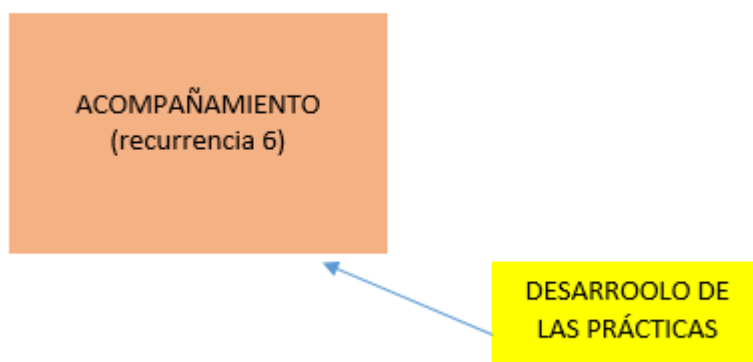 ACOMPAÑAMIENTO
(recurrencia 6)
DESARROOLO DE
LAS PRÁCTICAS